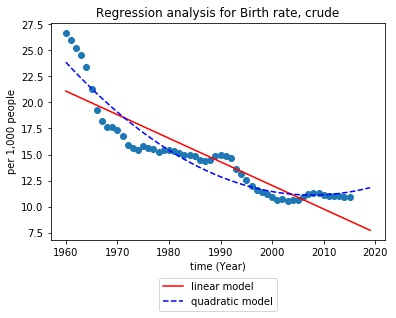 Regression analysis for Birth rate, crude
per 1,000 people
27.5
25.0
22.5
20.0
17.5
15.0
12.5
10.0
7.5
1960 1970 1980 1990 2000 2010 2020
time (Year)
linear model
quadratic model